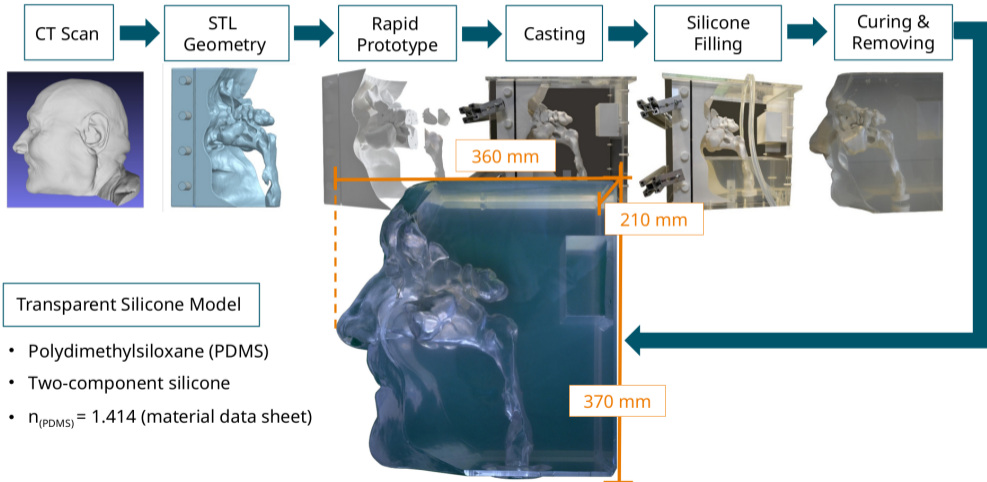 CT Scan
STL
Geometry
Rapid
Prototype
Casting
Silicone
Filling
Curing &
Removing
360 mm
210 mm
Transparent Silicone Model
• Polydimethylsiloxane (PDMS)
• Two-component silicone
• n(PDMS) = 1.414 (material data sheet)
370 mm